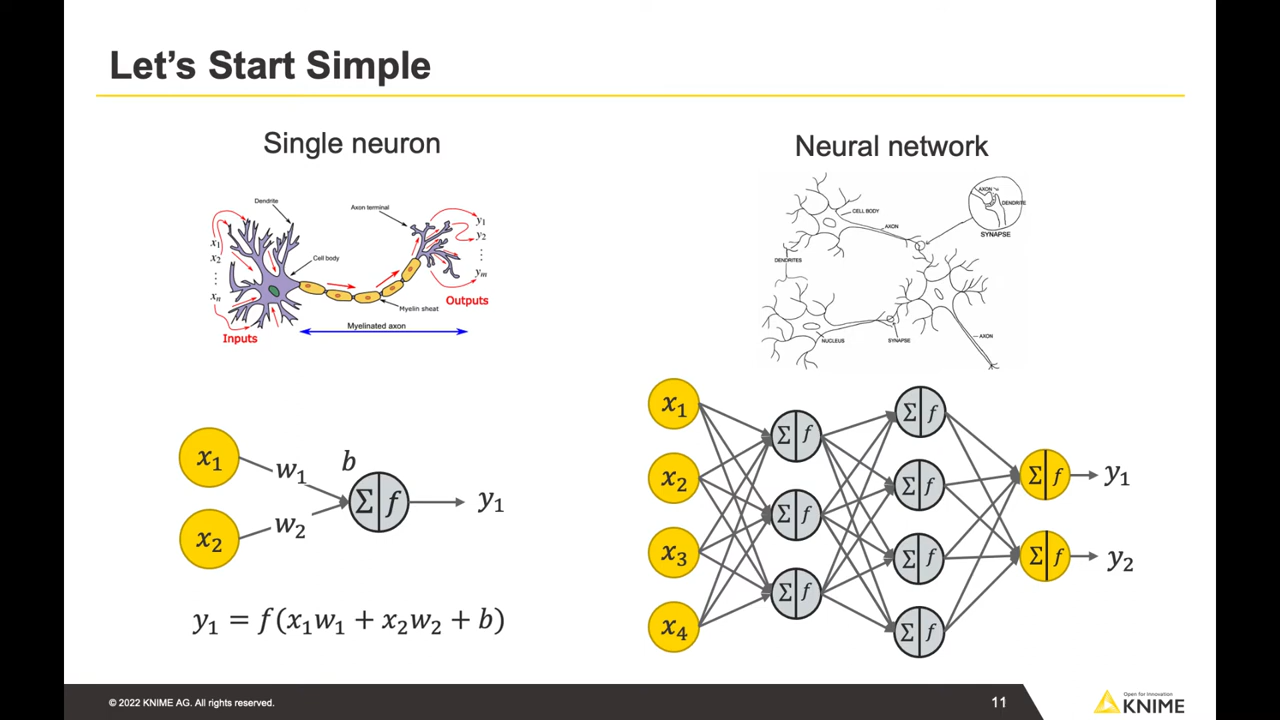 Let's Start Simple
Single neuron
Neural network
Dendrite
Axon terminal
x₁
x₂
⋮
xₙ
Cell body
y₁
y₂
⋮
yₘ
Myelin sheat
Outputs
Inputs
Myelinated axon
CELL BODY
AXON
AXON
DENDRITE
SYNAPSE
DENDRITES
NUCLEUS
SYNAPSE
AXON
x₁
x₂
w₁
w₂
b
Σ f
y₁
y₁ = f(x₁w₁ + x₂w₂ + b)
x₁
x₂
x₃
x₄
Σ f
Σ f
Σ f
Σ f
Σ f
Σ f
Σ f
Σ f y₁
Σ f y₂
© 2022 KNIME AG. All rights reserved.
11
Open for Innovation
KNIME